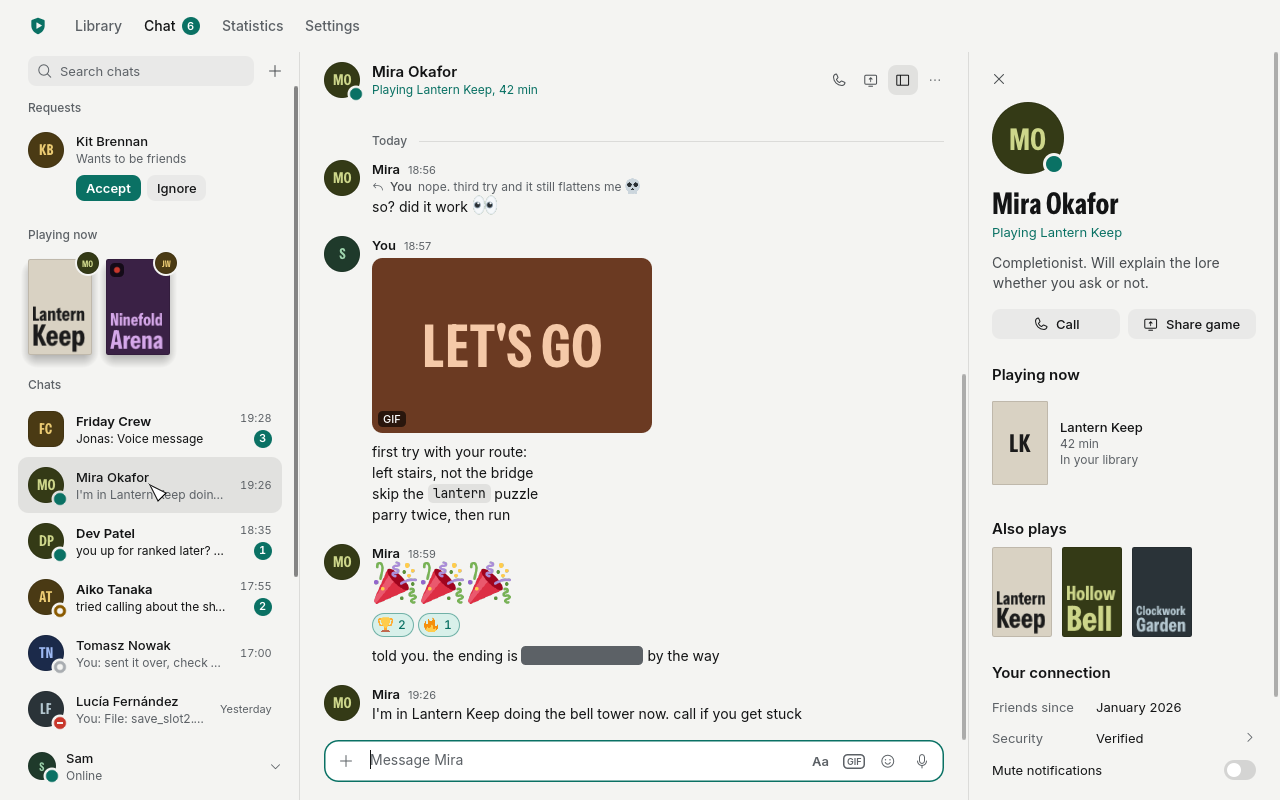 Library
Chat 6
Statistics
Settings
Search chats
Requests
KB
Kit Brennan
Wants to be friends
Accept
Ignore
Playing now
MO
Lantern
Keep
JW
Ninefold
Arena
Chats
FC
Friday Crew
19:28
Jonas: Voice message
3
MO
Mira Okafor
19:26
I'm in Lantern Keep doin...
DP
Dev Patel
18:35
you up for ranked later? ...
1
AT
Aiko Tanaka
17:55
tried calling about the sh...
2
TN
Tomasz Nowak
17:00
You: sent it over, check ...
LF
Lucía Fernández
Yesterday
You: File: save_slot2....
S
Sam
Online
MO
Mira Okafor
Playing Lantern Keep, 42 min
Today
MO
Mira 18:56
You nope. third try and it still flattens me 💀
so? did it work 👀
S
You 18:57
LET'S GO
GIF
first try with your route:
left stairs, not the bridge
skip the lantern puzzle
parry twice, then run
MO
Mira 18:59
🎉🎉🎉
🏆 2 🔥 1
told you. the ending is by the way
MO
Mira 19:26
I'm in Lantern Keep doing the bell tower now. call if you get stuck
Message Mira
Aa
GIF
MO
Mira Okafor
Playing Lantern Keep
Completionist. Will explain the lore
whether you ask or not.
Call
Share game
Playing now
LK
Lantern Keep
42 min
In your library
Also plays
Lantern
Keep
Hollow
Bell
Clockwork
Garden
Your connection
Friends since January 2026
Security Verified
Mute notifications